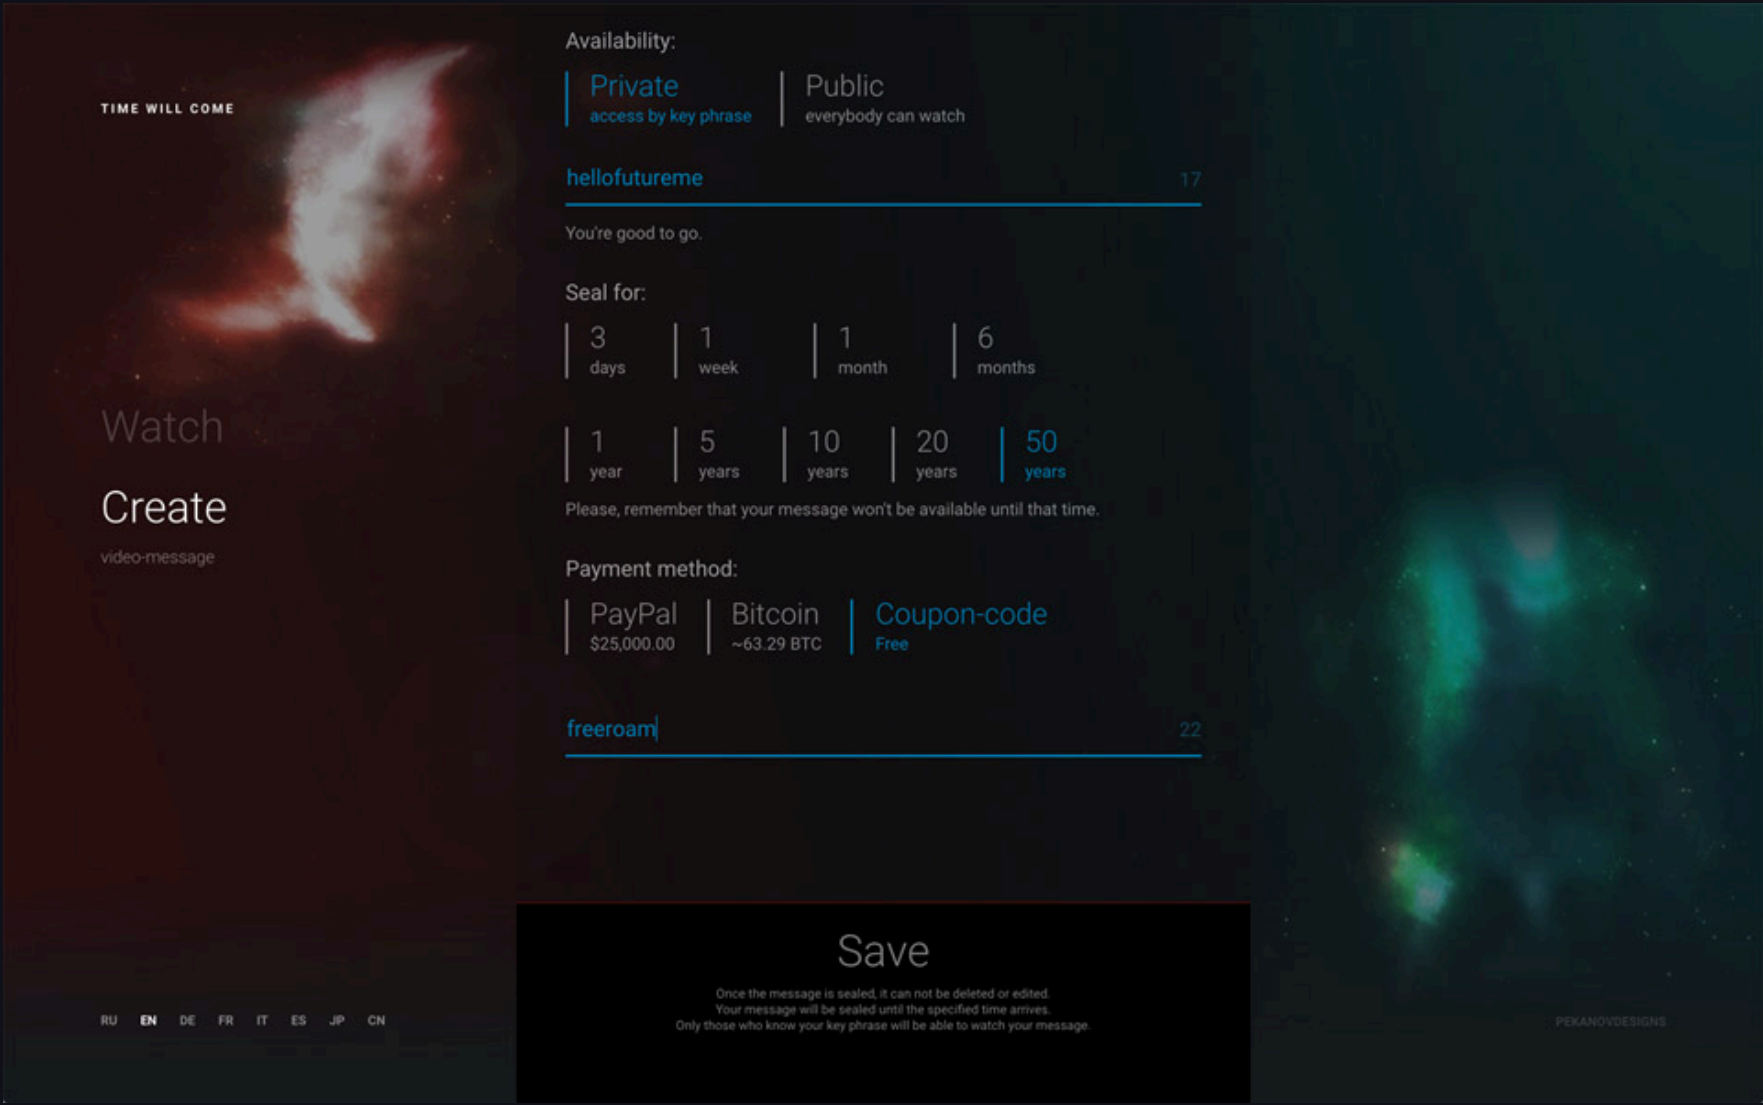 TIME WILL COME
Watch
Create
video-message
RU EN DE FR IT ES JP CN
Availability:
Private Public
access by key phrase everybody can watch
hellofutureme 17
You're good to go.
Seal for:
3 1 1 6
days week month months
1 5 10 20 50
year years years years years
Please, remember that your message won't be available until that time.
Payment method:
PayPal Bitcoin Coupon-code
$25,000.00 ~63.29 BTC Free
freeroam 22
Save
Once the message is sealed, it can not be deleted or edited.
Your message will be sealed until the specified time arrives.
Only those who know your key phrase will be able to watch your message.
PEKANOVDESIGNS